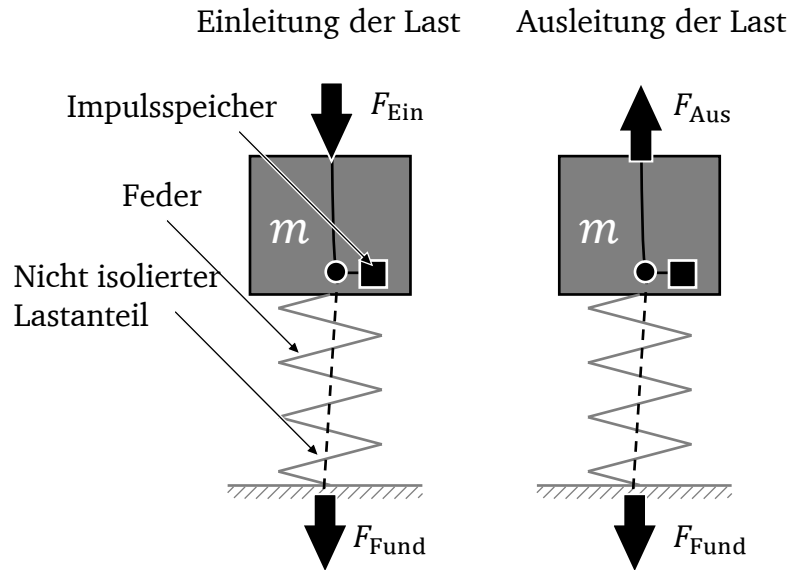 Einleitung der Last
Ausleitung der Last
Impulsspeicher
F_Ein
F_Aus
Feder
m
m
Nicht isolierter
Lastanteil
F_Fund
F_Fund